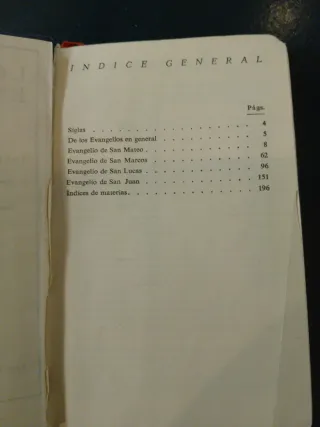 INDICE GENERAL
Págs.
Siglas . . . . . . . . . . . . . . . . 4
De los Evangelios en general . . . . . . . . . 5
Evangelio de San Mateo . . . . . . . . . . . 8
Evangelio de San Marcos . . . . . . . . . . 62
Evangelio de San Lucas . . . . . . . . . . . 96
Evangelio de San Juan . . . . . . . . . . . 151
Indices de materias . . . . . . . . . . . . 196